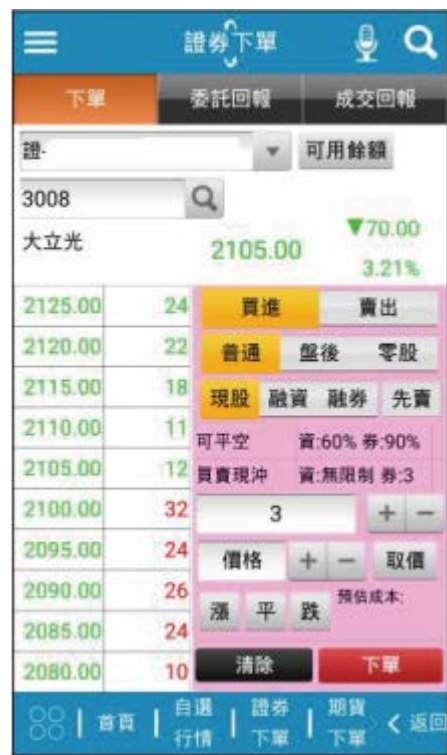 證券下單
下單 委託回報 成交回報
證- 可用餘額
3008
大立光 2105.00 ▼70.00
3.21%
2125.00 24 買進 賣出
2120.00 22 普通 盤後 零股
2115.00 18 現股 融資 融券 先賣
2110.00 11 可平空 資:60% 券:90%
2105.00 12 買賣現沖 資:無限制 券:3
2100.00 32 3 + −
2095.00 24 價格 + − 取價
2090.00 26 漲 平 跌 預估成本:
2085.00 24
2080.00 10 清除 下單
首頁 自選行情 證券下單 期貨下單 返回